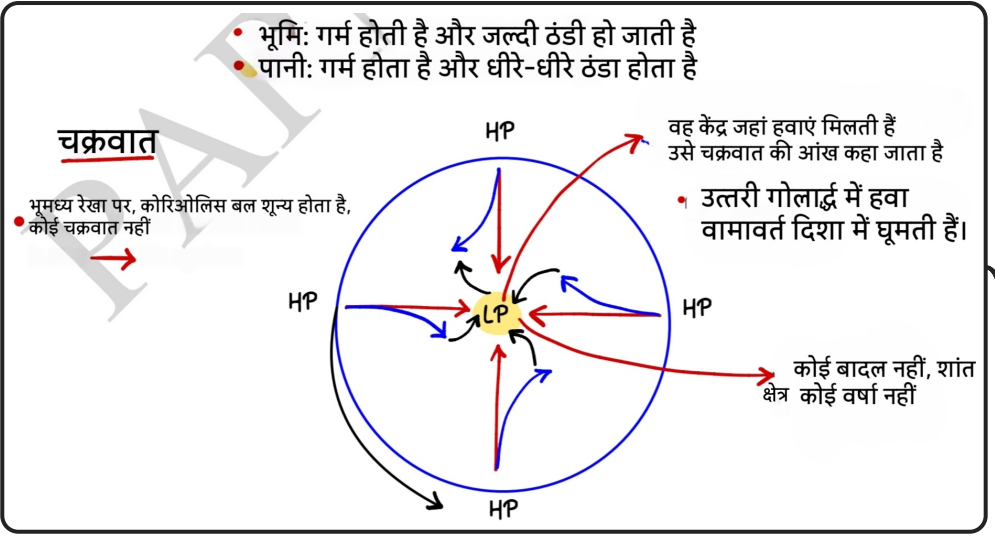 भूमि: गर्म होती है और जल्दी ठंडी हो जाती है
पानी: गर्म होता है और धीरे-धीरे ठंडा होता है
चक्रवात
भूमध्य रेखा पर, कोरिओलिस बल शून्य होता है,
कोई चक्रवात नहीं
HP
वह केंद्र जहां हवाएं मिलती हैं
उसे चक्रवात की आंख कहा जाता है
उत्तरी गोलार्द्ध में हवा
वामावर्त दिशा में घूमती हैं।
HP
LP
HP
कोई बादल नहीं, शांत
क्षेत्र कोई वर्षा नहीं
HP